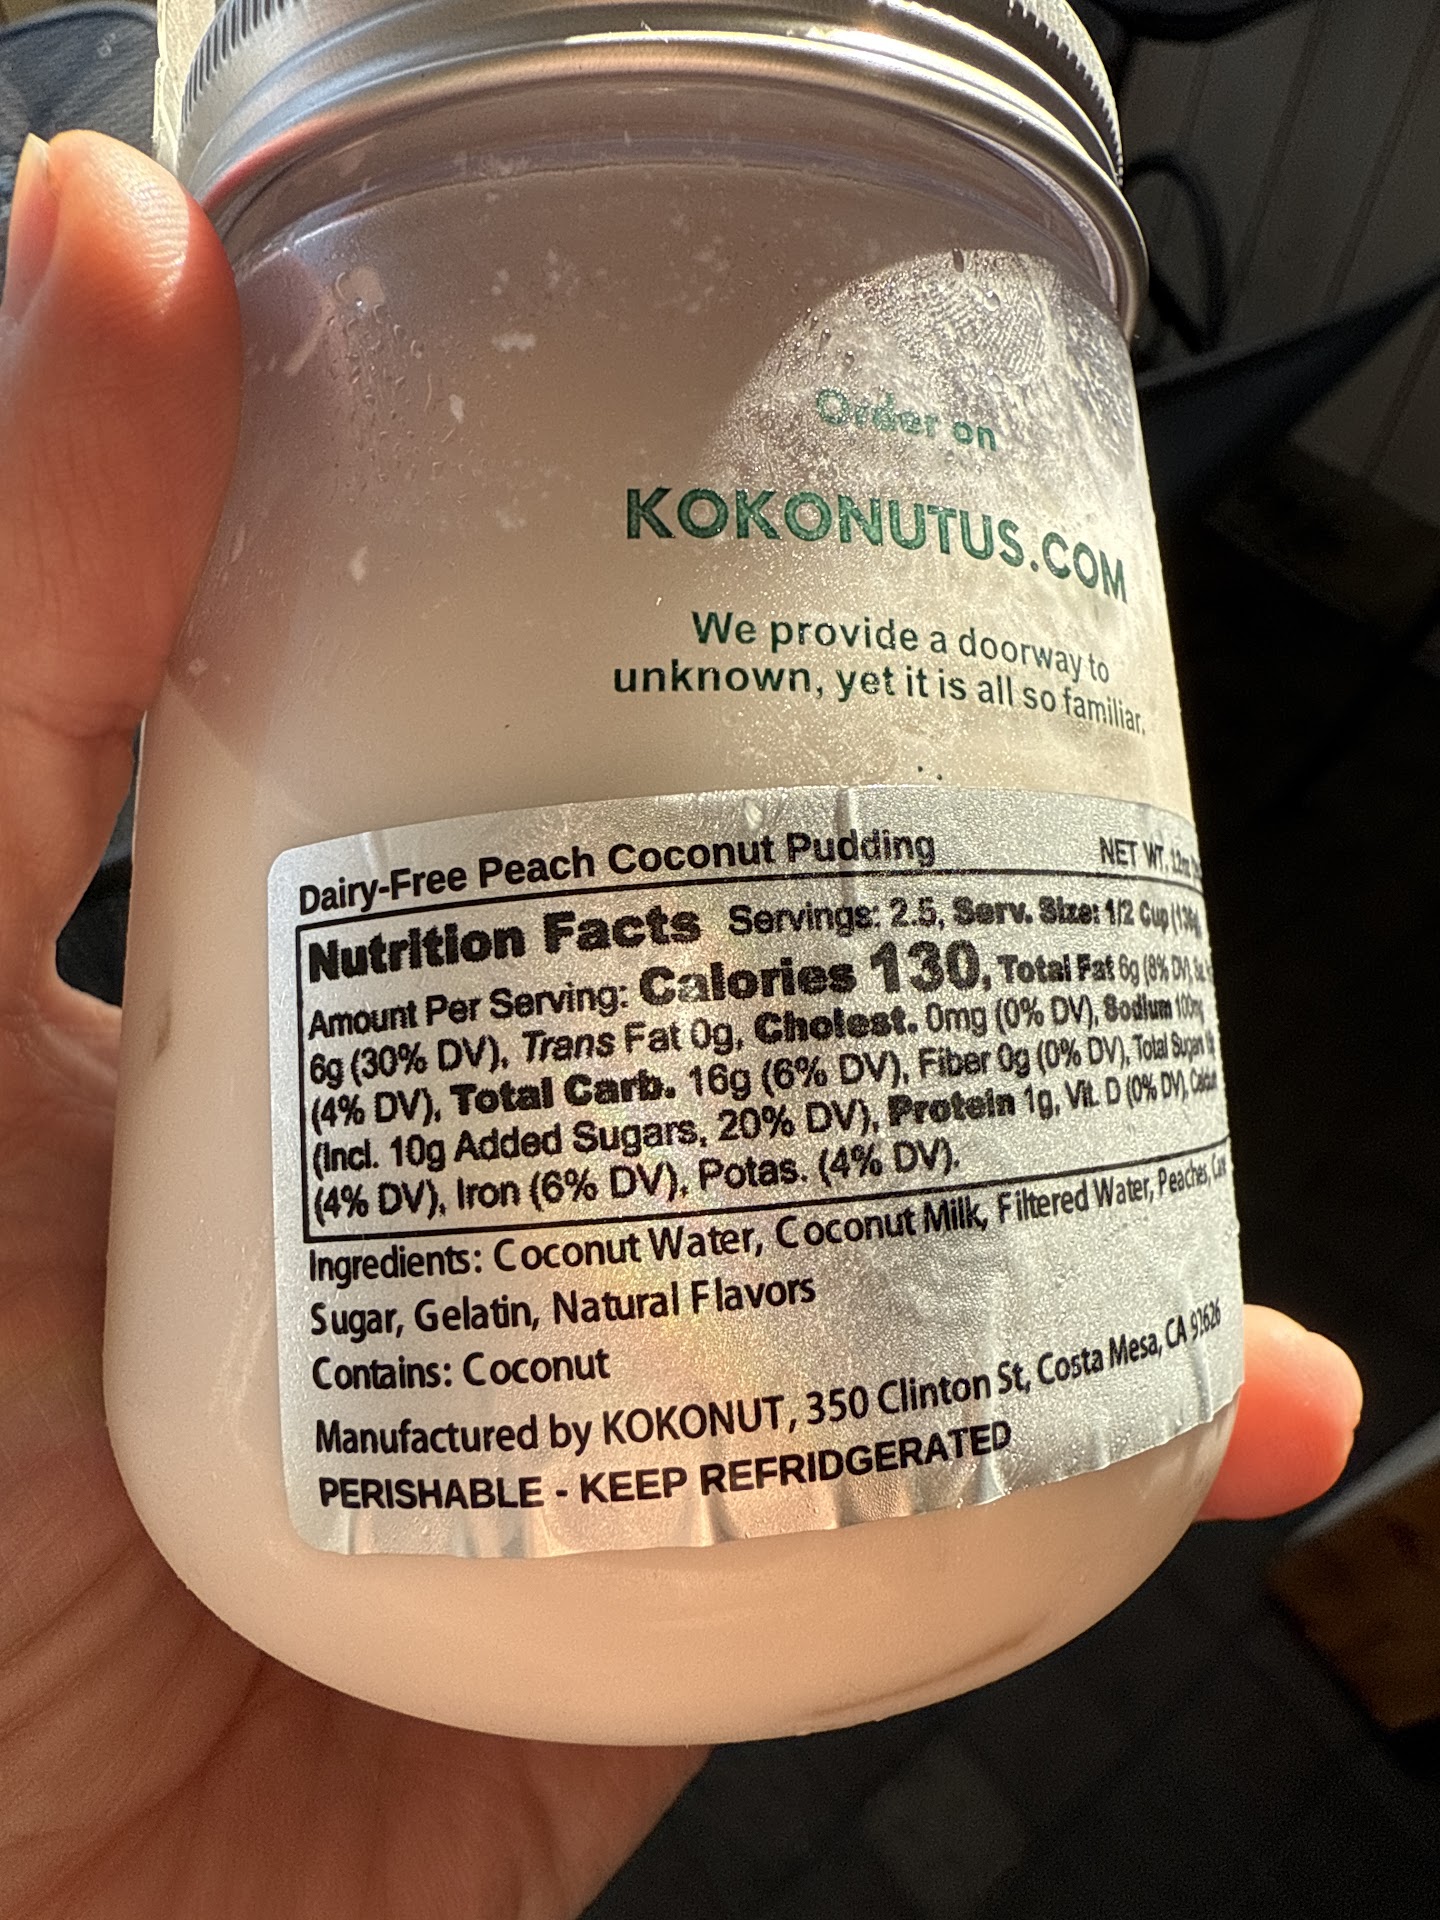 Order on
KOKONUTUS.COM
We provide a doorway to
unknown, yet it is all so familiar.
Dairy-Free Peach Coconut Pudding NET WT.
Nutrition Facts Servings: 2.5, Serv. Size: 1/2 Cup
Amount Per Serving: Calories 130, Total Fat 6g (8% DV),
6g (30% DV), Trans Fat 0g, Cholest. 0mg (0% DV), Sodium 100mg
(4% DV), Total Carb. 16g (6% DV), Fiber 0g (0% DV), Total Sugars
(Incl. 10g Added Sugars, 20% DV), Protein 1g, Vit. D (0% DV),
(4% DV), Iron (6% DV), Potas. (4% DV).
Ingredients: Coconut Water, Coconut Milk, Filtered Water, Peaches,
Sugar, Gelatin, Natural Flavors
Contains: Coconut
Manufactured by KOKONUT, 350 Clinton St, Costa Mesa, CA 92626
PERISHABLE - KEEP REFRIDGERATED